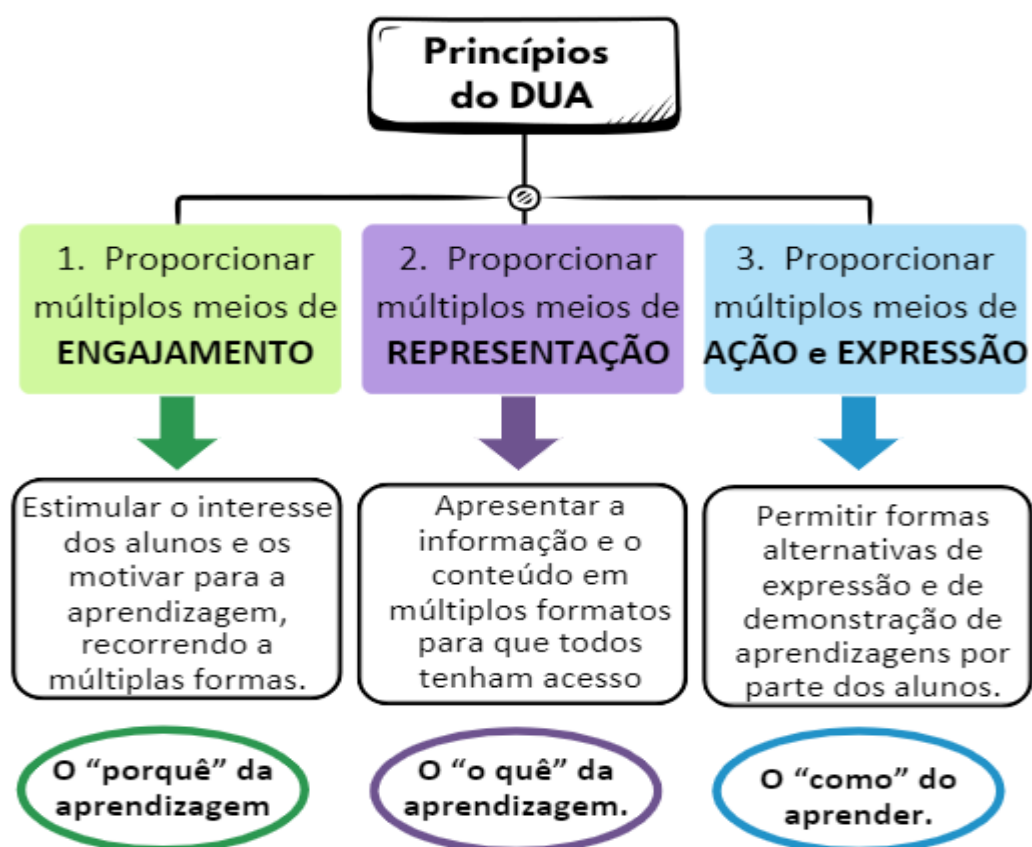 Princípios
do DUA
1. Proporcionar
múltiplos meios de
ENGAJAMENTO
2. Proporcionar
múltiplos meios de
REPRESENTAÇÃO
3. Proporcionar
múltiplos meios de
AÇÃO e EXPRESSÃO
Estimular o interesse
dos alunos e os
motivar para a
aprendizagem,
recorrendo a
múltiplas formas.
Apresentar a
informação e o
conteúdo em
múltiplos formatos
para que todos
tenham acesso
Permitir formas
alternativas de
expressão e de
demonstração de
aprendizagens por
parte dos alunos.
O “porquê” da
aprendizagem
O “o quê” da
aprendizagem.
O “como” do
aprender.